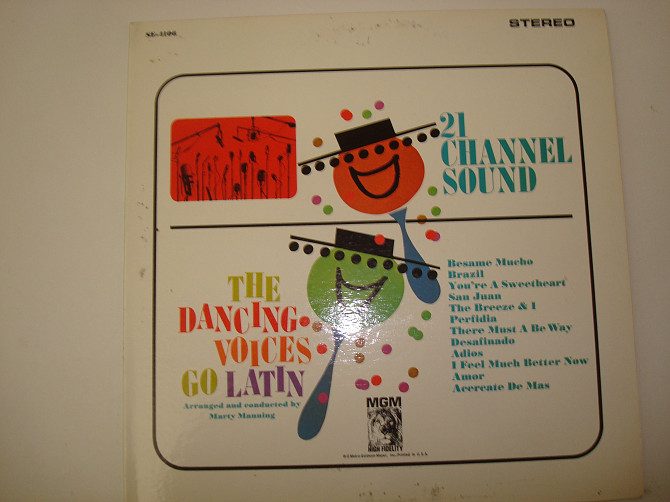 STEREO
21
CHANNEL
SOUND
THE
DANCING
VOICES
GO LATIN
Arranged and conducted by
Marty Manning
Besame Mucho
Brazil
You're A Sweetheart
San Juan
The Breeze & I
Perfidia
There Must A Be Way
Desafinado
Adios
I Feel Much Better Now
Amor
Acercate De Mas
MGM
HIGH FIDELITY